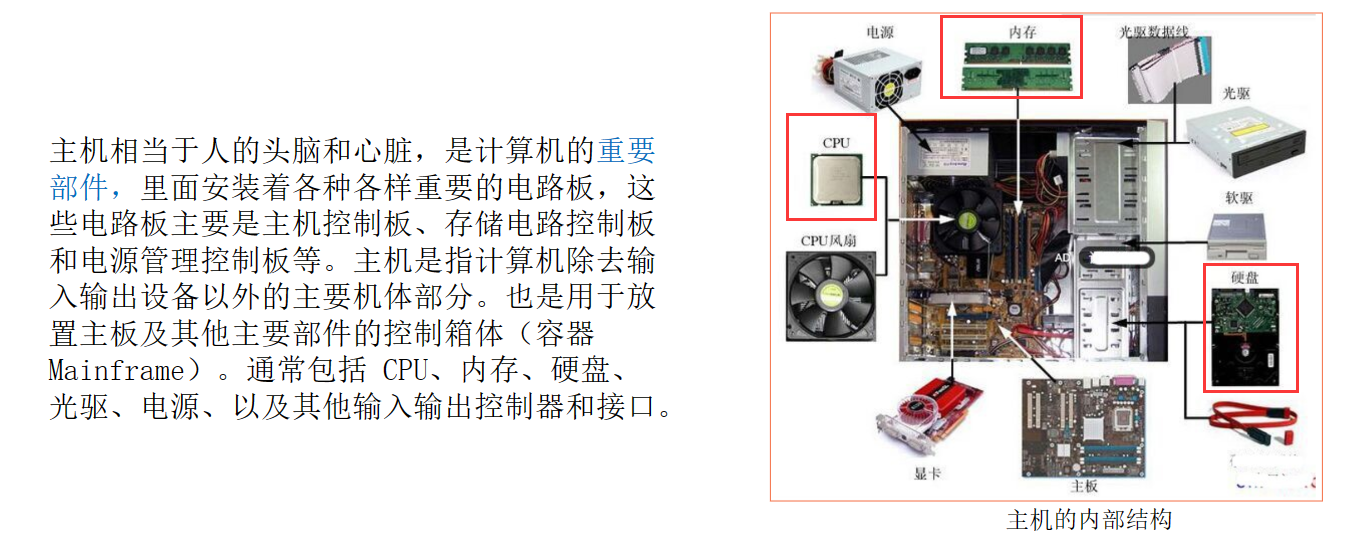 主机相当于人的头脑和心脏，是计算机的重要
部件，里面安装着各种各样重要的电路板，这
些电路板主要是主机控制板、存储电路控制板
和电源管理控制板等。主机是指计算机除去输
入输出设备以外的主要机体部分。也是用于放
置主板及其他主要部件的控制箱体（容器
Mainframe）。通常包括 CPU、内存、硬盘、
光驱、电源、以及其他输入输出控制器和接口。
电源
内存
光驱数据线
光驱
CPU
软驱
CPU风扇
硬盘
显卡
主板
主机的内部结构